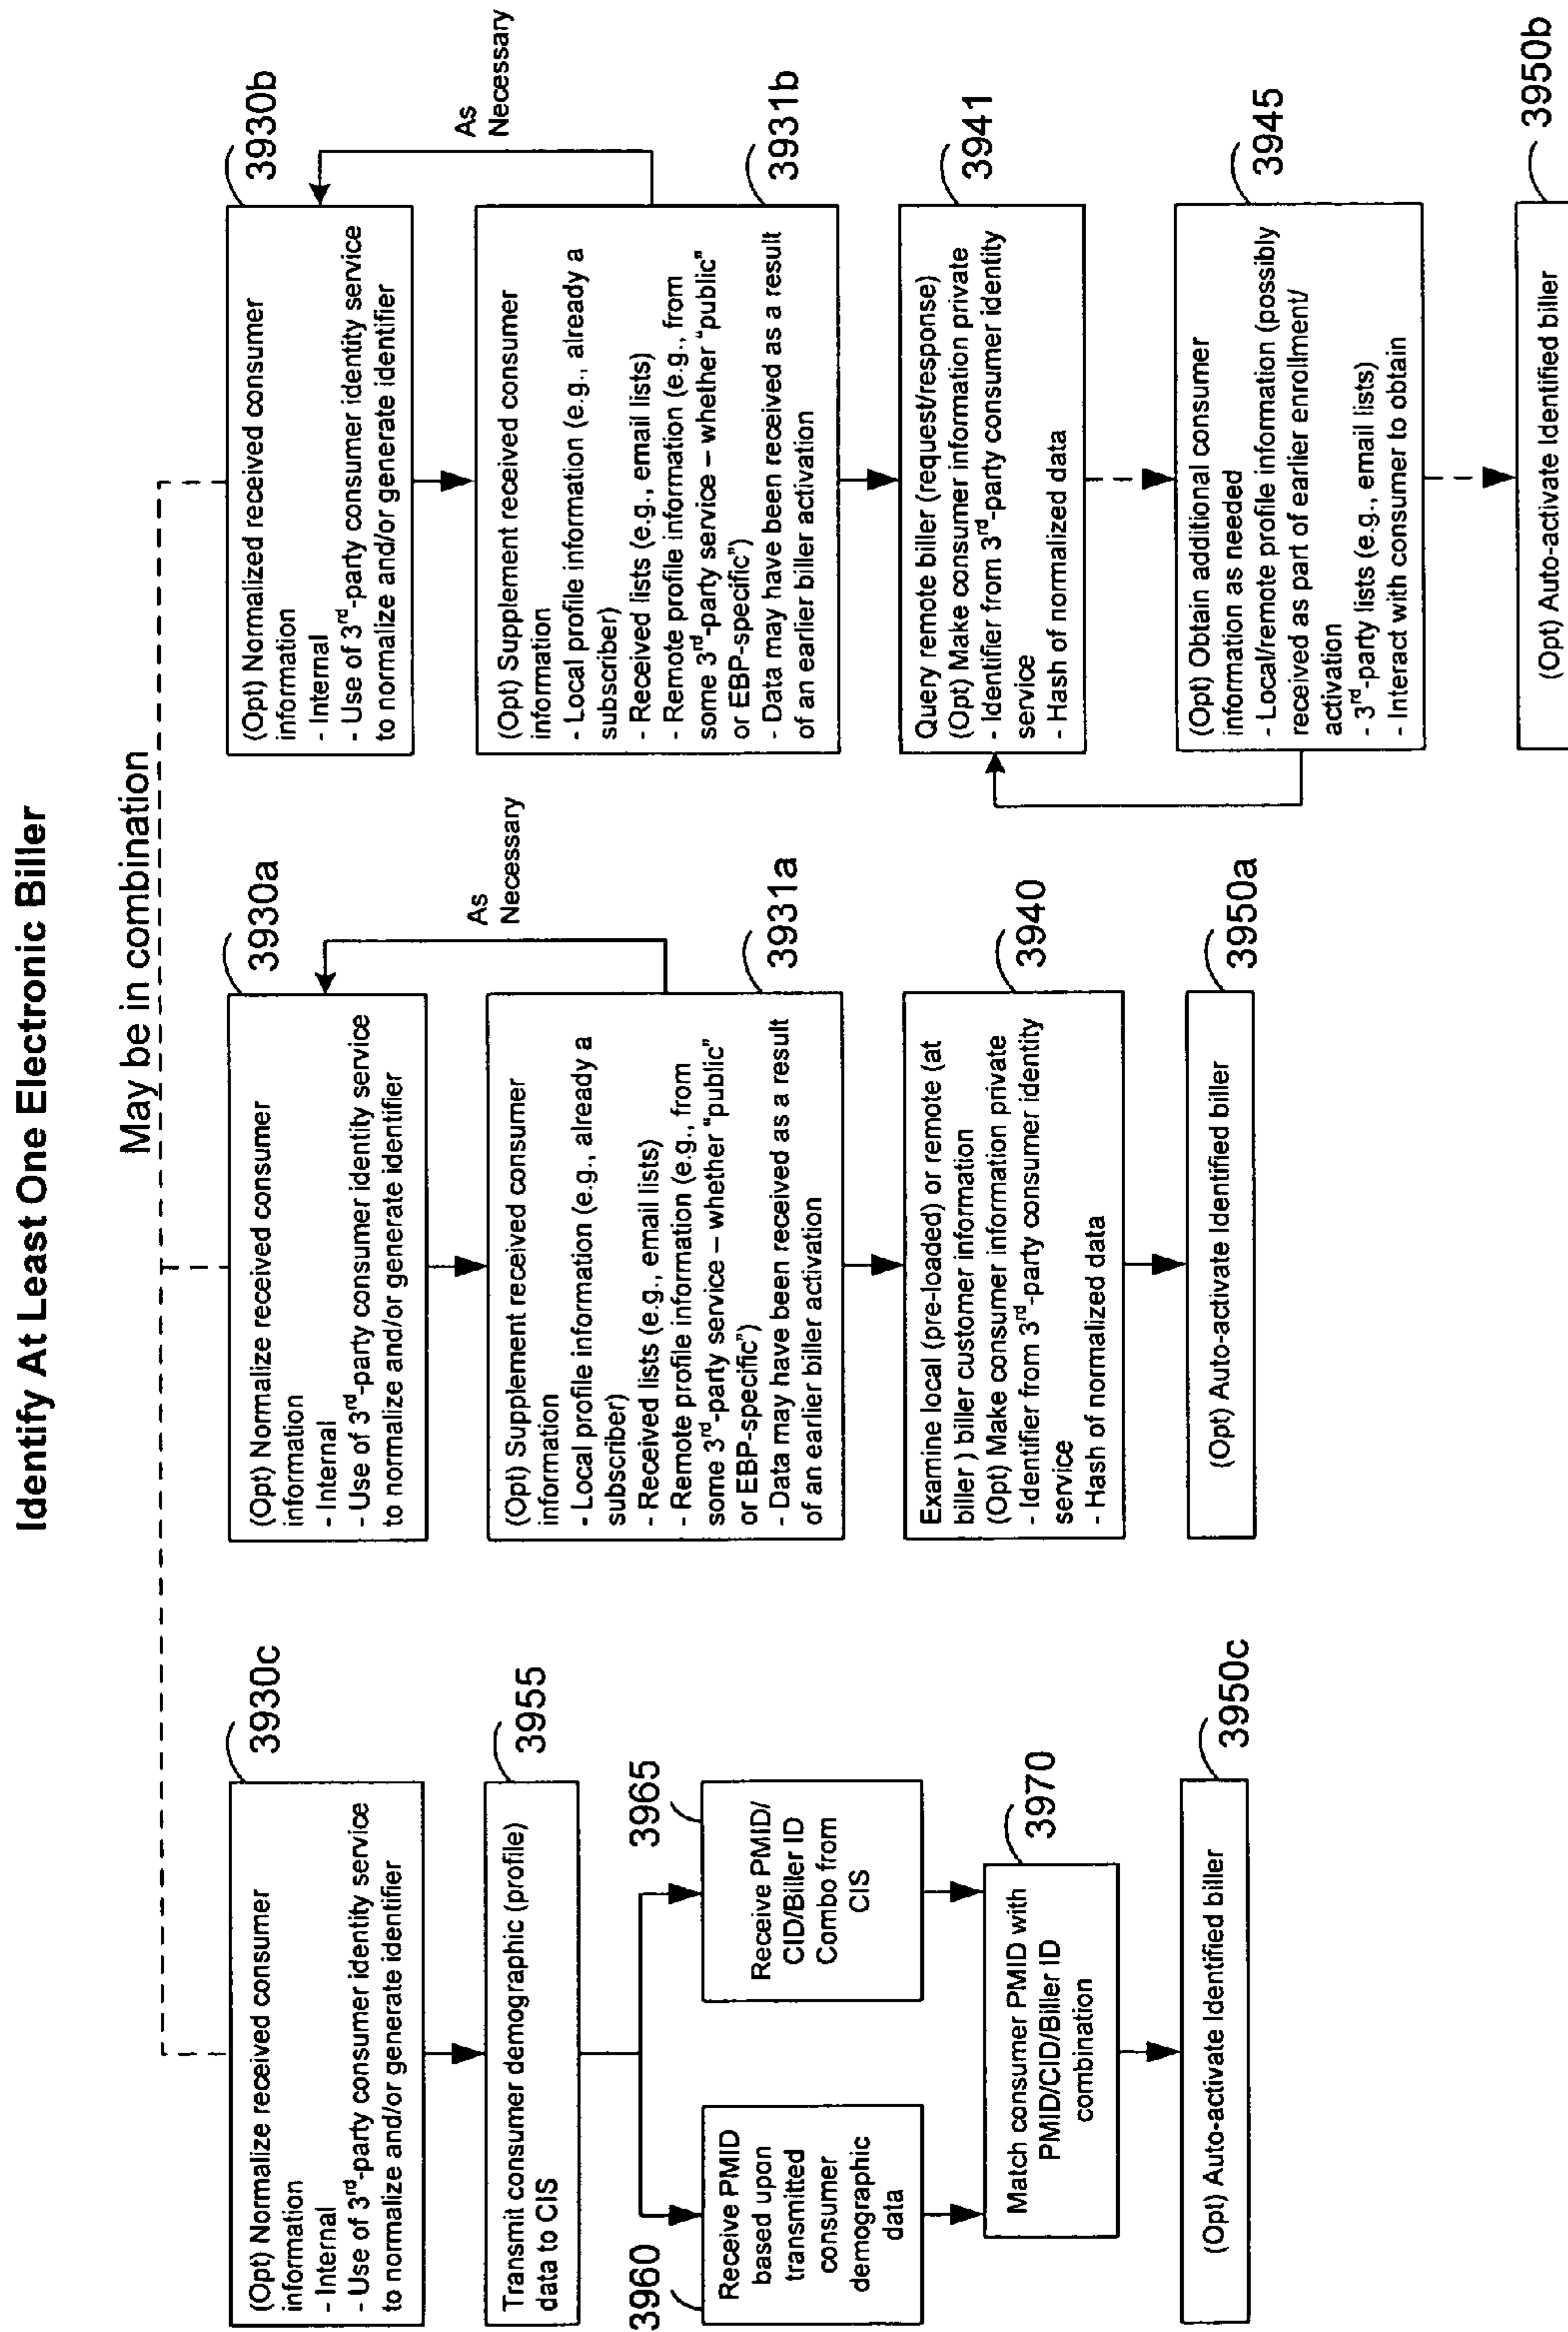 Identify At Least One Electronic Biller
May be in combination
3930c
(Opt) Normalize received consumer
information
- Internal
- Use of 3rd-party consumer identity service
to normalize and/or generate identifier
3955
Transmit consumer demographic (profile)
data to CIS
3960
Receive PMID
based upon
transmitted
consumer
demographic
data
3965
Receive PMID/
CID/Biller ID
Combo from
CIS
3970
Match consumer PMID with
PMID/CID/Biller ID
combination
3950c
(Opt) Auto-activate Identified biller
3930a
(Opt) Normalize received consumer
information
- Internal
- Use of 3rd-party consumer identity service
to normalize and/or generate identifier
As
Necessary
3931a
(Opt) Supplement received consumer
information
- Local profile information (e.g., already a
subscriber)
- Received lists (e.g., email lists)
- Remote profile information (e.g., from
some 3rd-party service – whether “public”
or EBP-specific”)
- Data may have been received as a result
of an earlier biller activation
3940
Examine local (pre-loaded) or remote (at
biller ) biller customer information
(Opt) Make consumer information private
- Identifier from 3rd-party consumer identity
service
- Hash of normalized data
3950a
(Opt) Auto-activate Identified biller
3930b
(Opt) Normalized received consumer
information
- Internal
- Use of 3rd-party consumer identity service
to normalize and/or generate identifier
As
Necessary
3931b
(Opt) Supplement received consumer
information
- Local profile information (e.g., already a
subscriber)
- Received lists (e.g., email lists)
- Remote profile information (e.g., from
some 3rd-party service – whether “public”
or EBP-specific”)
- Data may have been received as a result
of an earlier biller activation
3941
Query remote biller (request/response)
(Opt) Make consumer information private
- Identifier from 3rd-party consumer identity
service
- Hash of normalized data
3945
(Opt) Obtain additional consumer
information as needed
- Local/remote profile information (possibly
received as part of earlier enrollment/
activation
- 3rd-party lists (e.g., email lists)
- Interact with consumer to obtain
3950b
(Opt) Auto-activate Identified biller